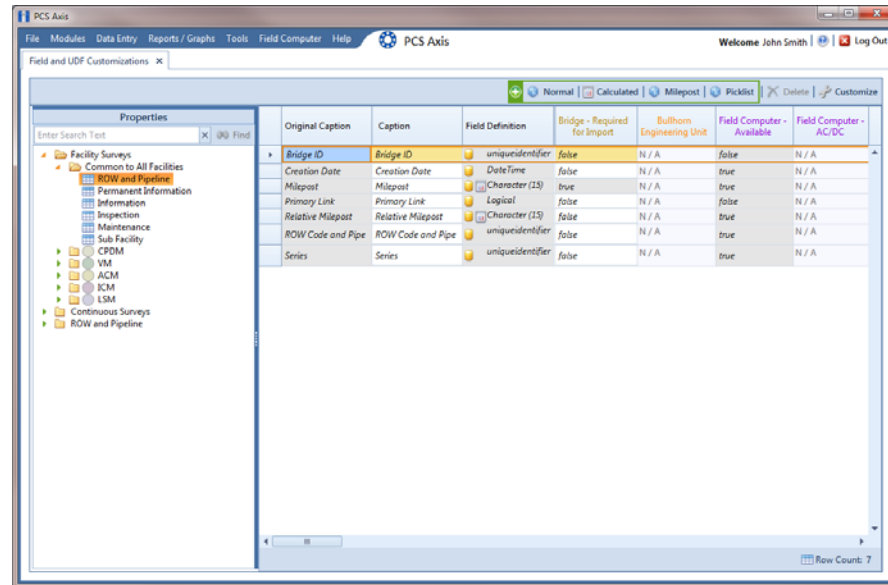 PCS Axis
File Modules Data Entry Reports / Graphs Tools Field Computer Help PCS Axis Welcome John Smith | | Log Out
Field and UDF Customizations ×
Normal | Calculated | Milepost | Picklist | Delete | Customize
Properties
Enter Search Text × Find
Facility Surveys
Common to All Facilities
ROW and Pipeline
Permanent Information
Information
Inspection
Maintenance
Sub Facility
CPDM
VM
ACM
ICM
LSM
Continuous Surveys
ROW and Pipeline
Original Caption Caption Field Definition Bridge - Required for Import Bullhorn Engineering Unit Field Computer - Available Field Computer - AC/DC
Bridge ID Bridge ID uniqueidentifier false N / A false N / A
Creation Date Creation Date DateTime false N / A true N / A
Milepost Milepost Character (15) true N / A true N / A
Primary Link Primary Link Logical false N / A false N / A
Relative Milepost Relative Milepost Character (15) false N / A true N / A
ROW Code and Pipe ROW Code and Pipe uniqueidentifier false N / A true N / A
Series Series uniqueidentifier false N / A true N / A
Row Count: 7